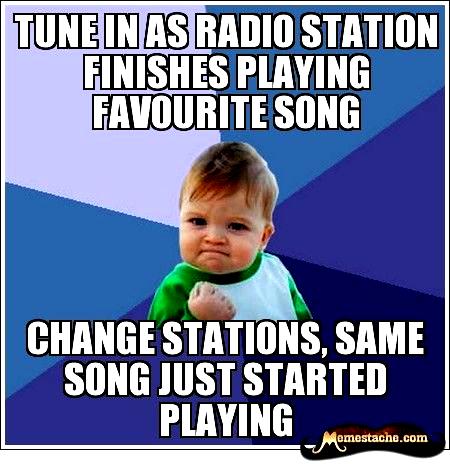 TUNE IN AS RADIO STATION
FINISHES PLAYING
FAVOURITE SONG
CHANGE STATIONS, SAME
SONG JUST STARTED
PLAYING
Memestache.com